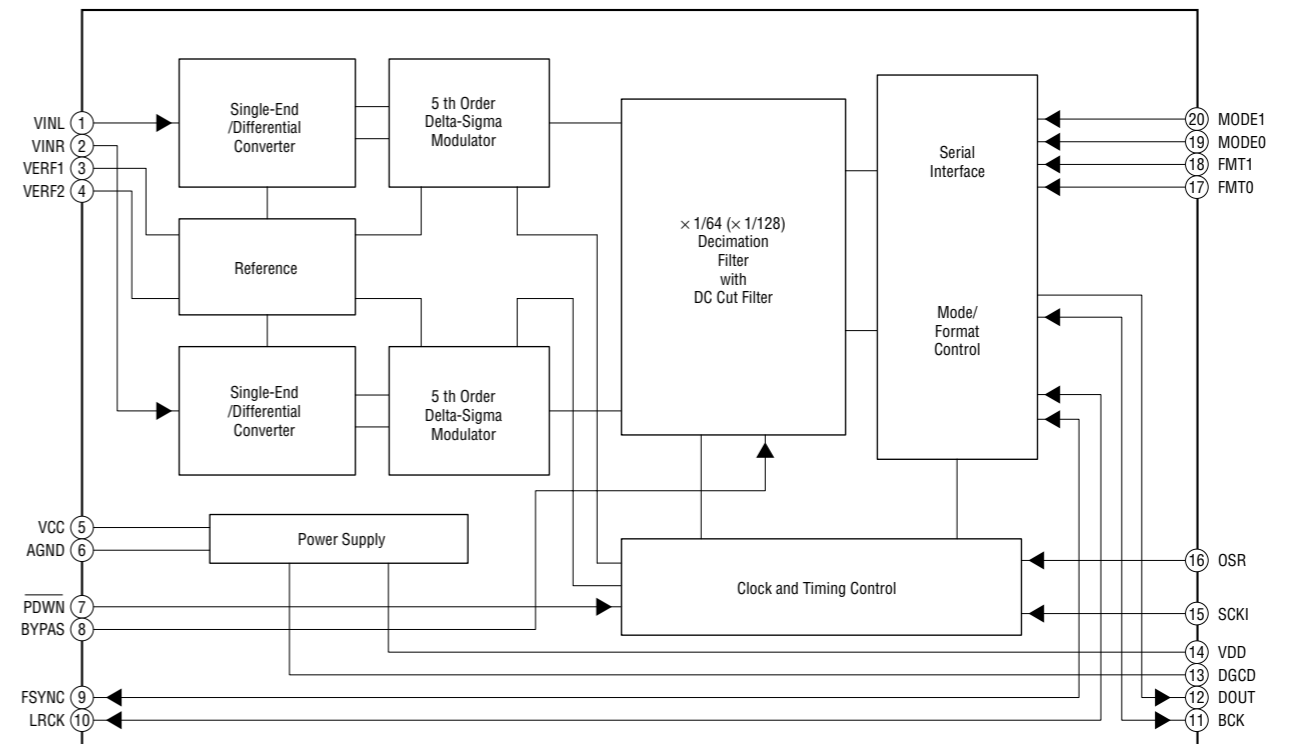 VINL 1
VINR 2
VERF1 3
VERF2 4
Single-End
/Differential
Converter
5 th Order
Delta-Sigma
Modulator
Reference
Single-End
/Differential
Converter
5 th Order
Delta-Sigma
Modulator
× 1/64 (× 1/128)
Decimation
Filter
with
DC Cut Filter
Serial
Interface
Mode/
Format
Control
20 MODE1
19 MODE0
18 FMT1
17 FMT0
VCC 5
AGND 6
Power Supply
PDWN 7
BYPAS 8
Clock and Timing Control
16 OSR
15 SCKI
14 VDD
13 DGCD
12 DOUT
11 BCK
FSYNC 9
LRCK 10